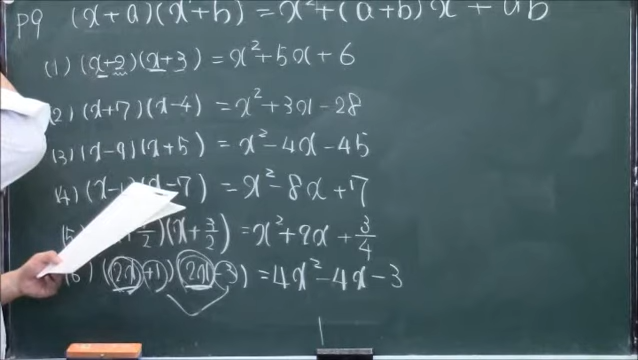 P9 (x+a)(x+b) = x²+(a+b)x + ab
(1) (x+2)(x+3) = x²+5x+6
(2) (x+7)(x-4) = x²+3x-28
(3) (x-9)(x+5) = x²-4x-45
(4) (x-1)(x-7) = x²-8x+7
(5) (x+½)(x+3/2) = x²+2x+3/4
(6) (2x+1)(2x-3) = 4x²-4x-3